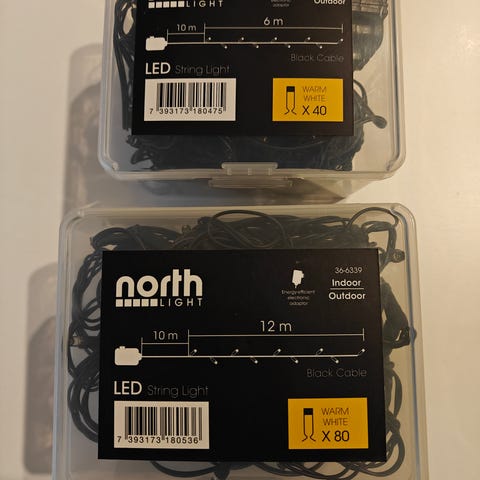 LIGHT
electronic
adaptor
Outdoor
10 m
6 m
Black Cable
LED String Light
WARM
WHITE
X 40
7 393173 180475
north
LIGHT
Energy-efficient
electronic
adaptor
36-6339
Indoor
Outdoor
10 m
12 m
Black Cable
LED String Light
WARM
WHITE
X 80
7 393173 180536